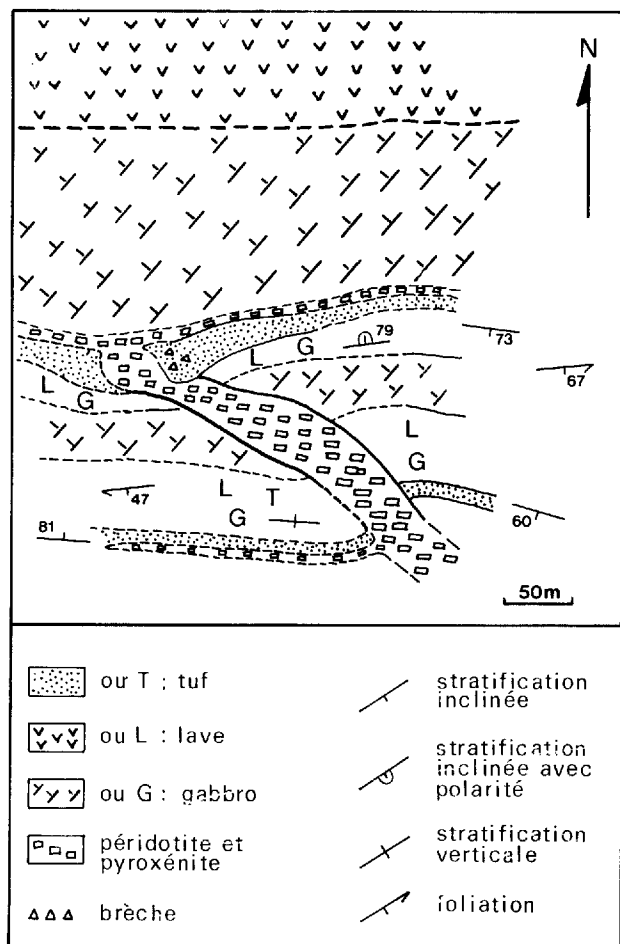 N
79
73
67
L
G
L
G
L
G
L
T
G
47
81
60
50m
ou T : tuf
ou L : lave
ou G : gabbro
péridotite et
pyroxénite
brèche
stratification
inclinée
stratification
inclinée avec
polarité
stratification
verticale
foliation